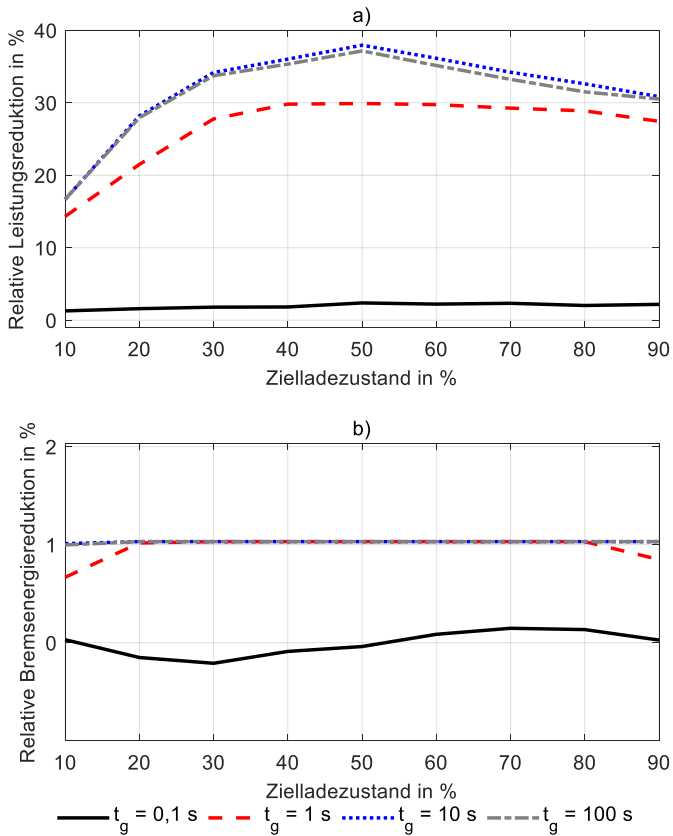 a)
Relative Leistungsreduktion in %
40
30
20
10
0
10 20 30 40 50 60 70 80 90
Zielladezustand in %
b)
Relative Bremsenergiereduktion in %
2
1
0
10 20 30 40 50 60 70 80 90
Zielladezustand in %
t_g = 0,1 s t_g = 1 s t_g = 10 s t_g = 100 s